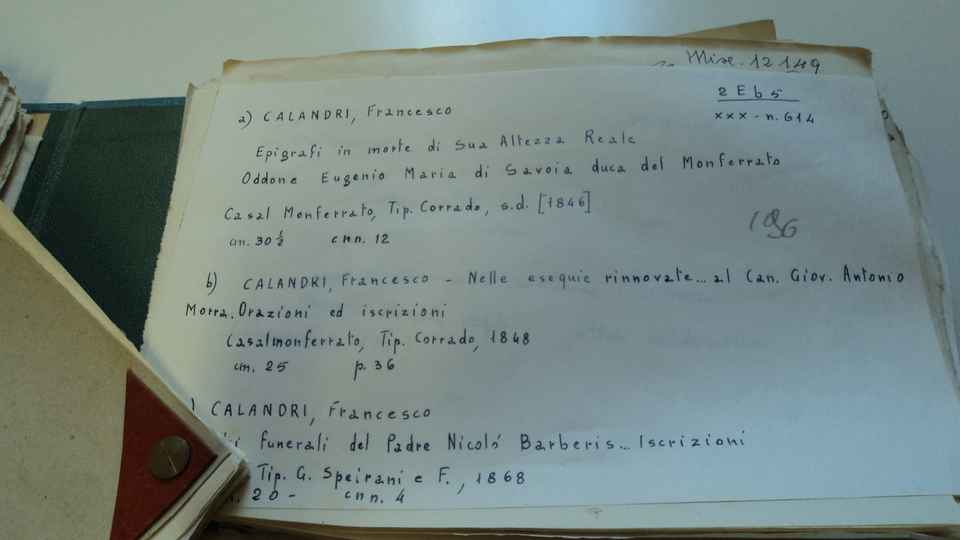 Misc. 12149
2 E b 5
xxx - n. 614
a) CALANDRI, Francesco
Epigrafi in morte di Sua Altezza Reale
Oddone Eugenio Maria di Savoia duca del Monferrato
Casal Monferrato, Tip. Corrado, s.d. [1846]
cm. 30 ½ cnn. 12
196
b) CALANDRI, Francesco - Nelle esequie rinnovate... al Can. Giov. Antonio
Morra. Orazioni ed iscrizioni
Casalmonferrato, Tip. Corrado, 1848
cm. 25 p. 36
) CALANDRI, Francesco
funerali del Padre Nicolò Barberis... Iscrizioni
Tip. G. Speirani e F., 1868
. 20 - cnn. 4